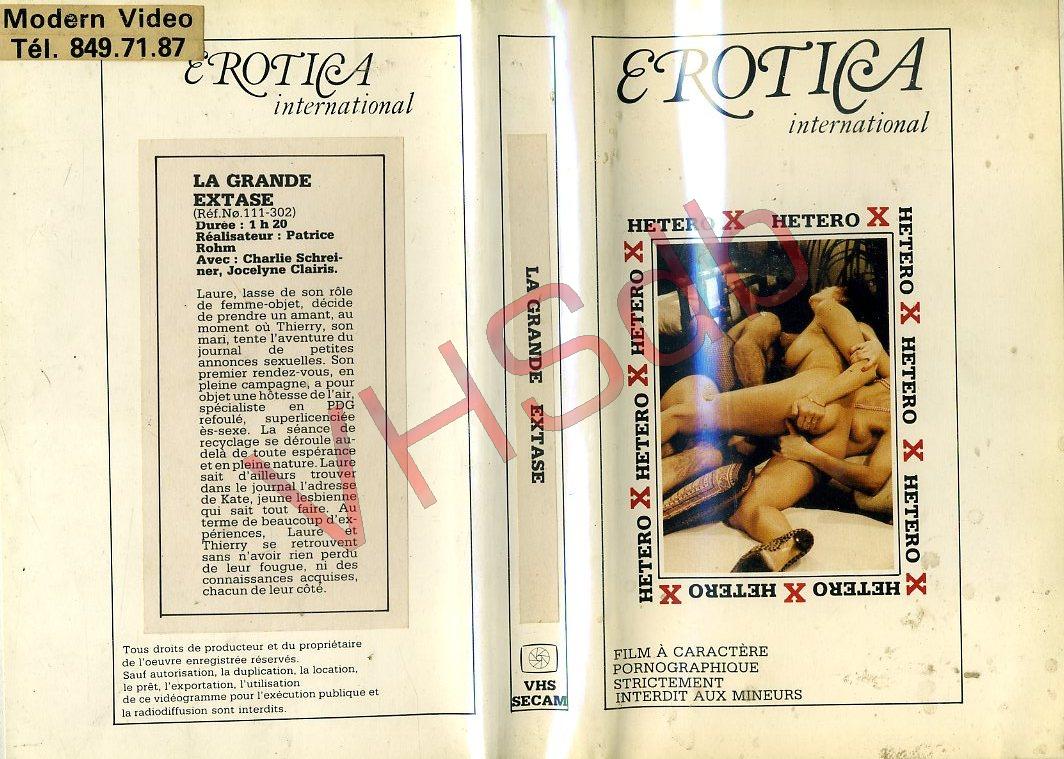 Modern Video
Tél. 849.71.87
EROTICA
international
LA GRANDE
EXTASE
(Réf.Nø.111-302)
Durée : 1 h 20
Réalisateur : Patrice
Rohm
Avec : Charlie Schrei-
ner, Jocelyne Clairis.
Laure, lasse de son rôle
de femme-objet, décide
de prendre un amant, au
moment où Thierry, son
mari, tente l'aventure du
journal de petites
annonces sexuelles. Son
premier rendez-vous, en
pleine campagne, a pour
objet une hôtesse de l'air,
spécialiste en PDG
refoulé, superlicenciée
ès-sexe. La séance de
recyclage se déroule au-
delà de toute espérance
et en pleine nature. Laure
sait d'ailleurs trouver
dans le journal l'adresse
de Kate, jeune lesbienne
qui sait tout faire. Au
terme de beaucoup d'ex-
périences, Laure et
Thierry se retrouvent
sans n'avoir rien perdu
de leur fougue, ni des
connaissances acquises,
chacun de leur côté.
Tous droits de producteur et du propriétaire
de l'oeuvre enregistrée réservés.
Sauf autorisation, la duplication, la location,
le prêt, l'exportation, l'utilisation
de ce vidéogramme pour l'exécution publique et
la radiodiffusion sont interdits.
LA GRANDE EXTASE
VHS
SECAM
EROTICA
international
HETERO X HETERO X
HETERO X HETERO X HETERO X
HETERO X HETERO X
HETERO X HETERO X HETERO X
FILM À CARACTÈRE
PORNOGRAPHIQUE
STRICTEMENT
INTERDIT AUX MINEURS
VHSdb